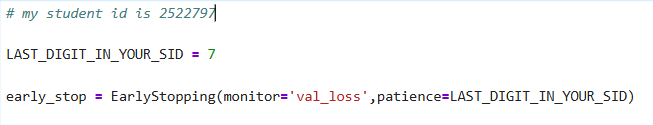 # my student id is 2522797
LAST_DIGIT_IN_YOUR_SID = 7
early_stop = EarlyStopping(monitor='val_loss',patience=LAST_DIGIT_IN_YOUR_SID)